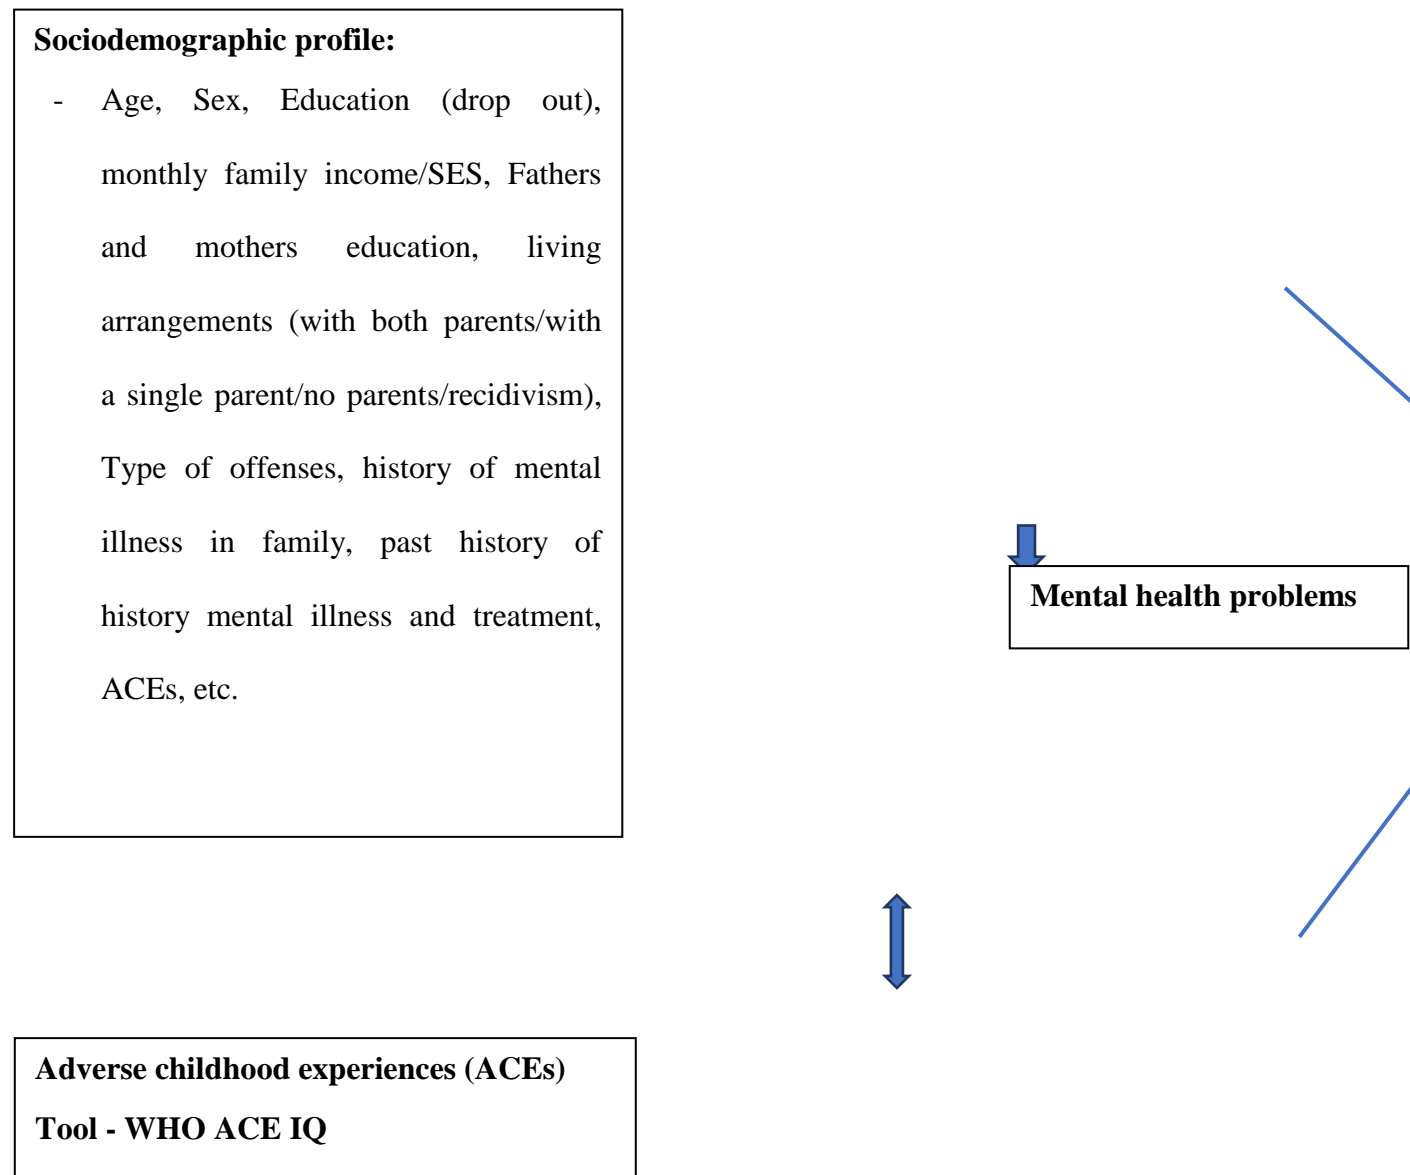 Sociodemographic profile:
- Age, Sex, Education (drop out),
monthly family income/SES, Fathers
and mothers education, living
arrangements (with both parents/with
a single parent/no parents/recidivism),
Type of offenses, history of mental
illness in family, past history of
history mental illness and treatment,
ACEs, etc.
Mental health problems
Adverse childhood experiences (ACEs)
Tool - WHO ACE IQ